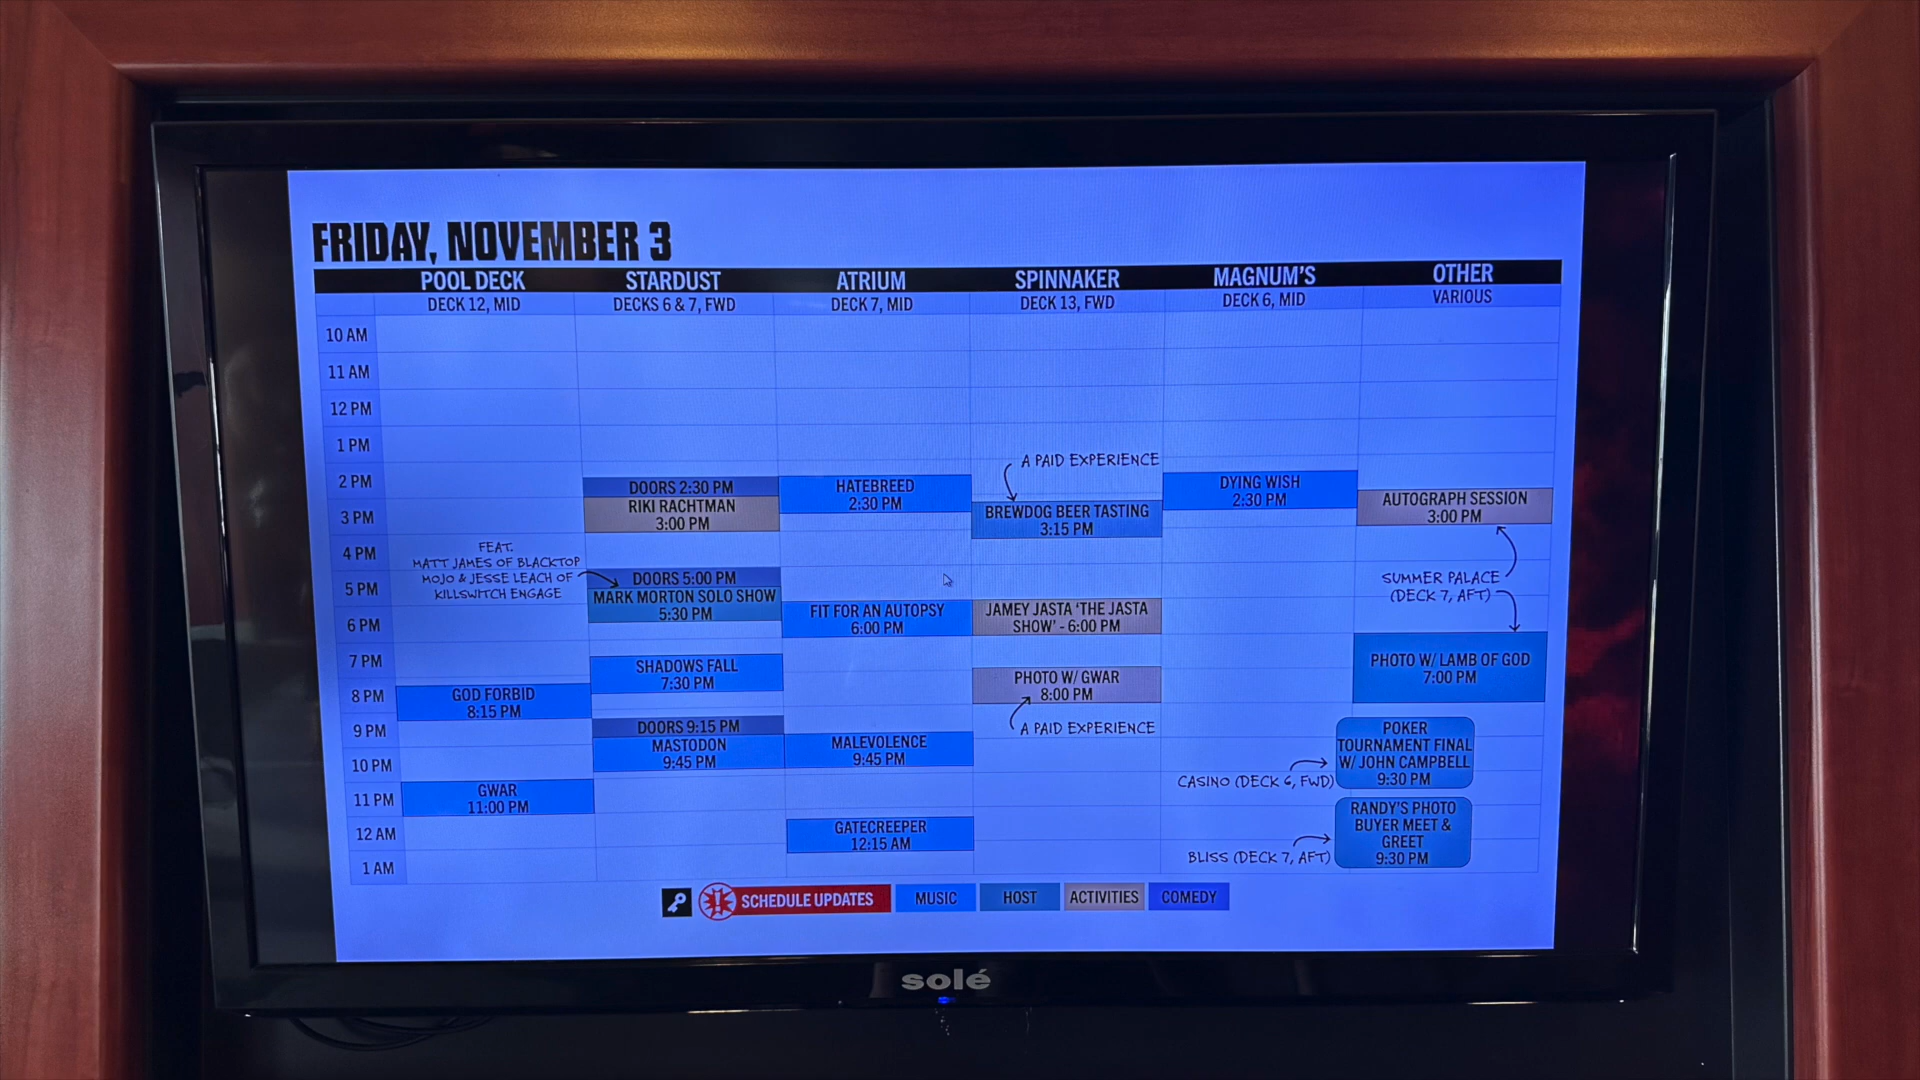 FRIDAY, NOVEMBER 3
POOL DECK
DECK 12, MID
STARDUST
DECKS 6 & 7, FWD
ATRIUM
DECK 7, MID
SPINNAKER
DECK 13, FWD
MAGNUM'S
DECK 6, MID
OTHER
VARIOUS
10 AM
11 AM
12 PM
1 PM
2 PM
3 PM
4 PM
5 PM
6 PM
7 PM
8 PM
9 PM
10 PM
11 PM
12 AM
1 AM
FEAT.
MATT JAMES OF BLACKTOP
MOJO & JESSE LEACH OF
KILLSWITCH ENGAGE
GOD FORBID
8:15 PM
GWAR
11:00 PM
DOORS 2:30 PM
RIKI RACHTMAN
3:00 PM
DOORS 5:00 PM
MARK MORTON SOLO SHOW
5:30 PM
SHADOWS FALL
7:30 PM
DOORS 9:15 PM
MASTODON
9:45 PM
HATEBREED
2:30 PM
FIT FOR AN AUTOPSY
6:00 PM
MALEVOLENCE
9:45 PM
GATECREEPER
12:15 AM
A PAID EXPERIENCE
BREWDOG BEER TASTING
3:15 PM
JAMEY JASTA 'THE JASTA
SHOW' - 6:00 PM
PHOTO W/ GWAR
8:00 PM
A PAID EXPERIENCE
DYING WISH
2:30 PM
AUTOGRAPH SESSION
3:00 PM
SUMMER PALACE
(DECK 7, AFT)
PHOTO W/ LAMB OF GOD
7:00 PM
POKER
TOURNAMENT FINAL
W/ JOHN CAMPBELL
9:30 PM
CASINO (DECK 6, FWD)
RANDY'S PHOTO
BUYER MEET &
GREET
9:30 PM
BLISS (DECK 7, AFT)
! SCHEDULE UPDATES
MUSIC
HOST
ACTIVITIES
COMEDY
solé